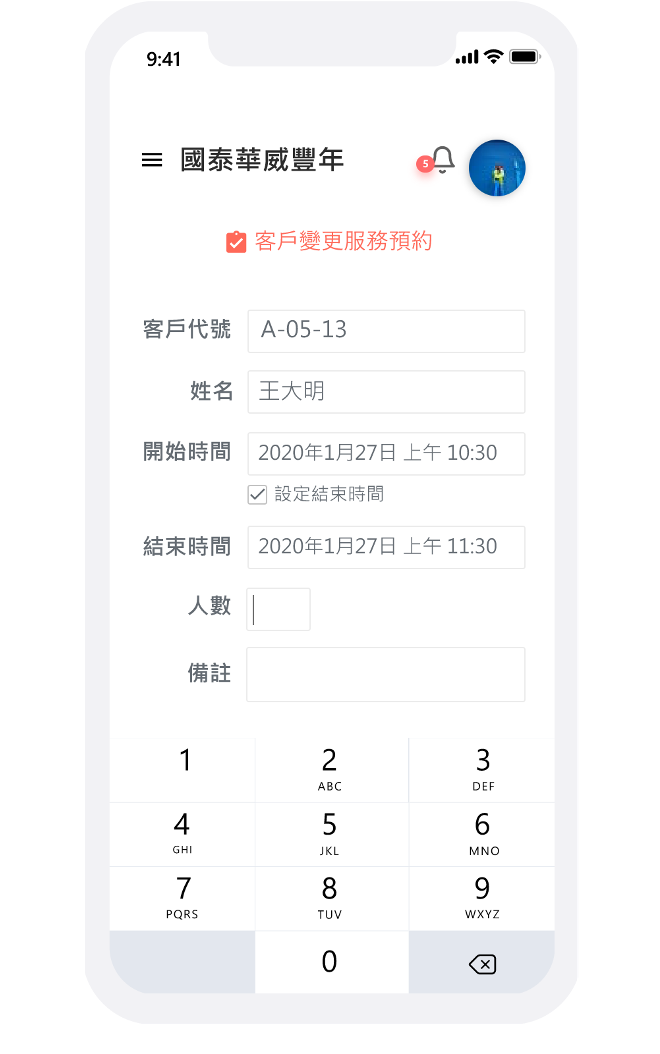 9:41
國泰華威豐年
5
客戶變更服務預約
客戶代號 A-05-13
姓名 王大明
開始時間 2020年1月27日 上午 10:30
設定結束時間
結束時間 2020年1月27日 上午 11:30
人數
備註
1 2 3
ABC DEF
4 5 6
GHI JKL MNO
7 8 9
PQRS TUV WXYZ
0